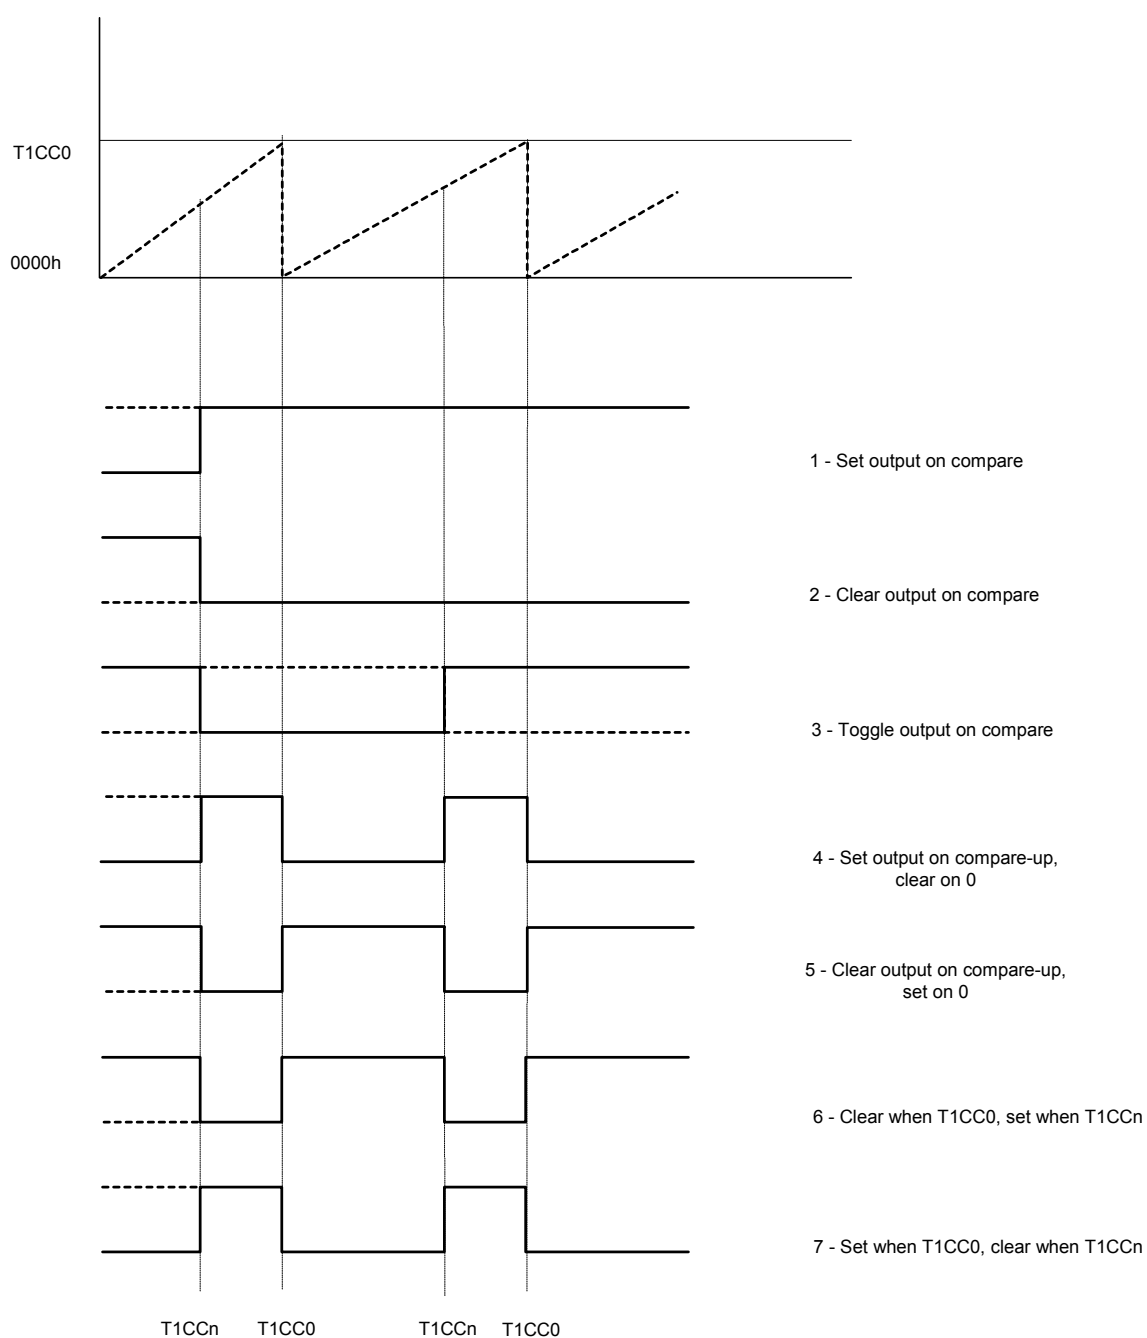 T1CC0
0000h
1 - Set output on compare
2 - Clear output on compare
3 - Toggle output on compare
4 - Set output on compare-up,
clear on 0
5 - Clear output on compare-up,
set on 0
6 - Clear when T1CC0, set when T1CCn
7 - Set when T1CC0, clear when T1CCn
T1CCn T1CC0 T1CCn T1CC0